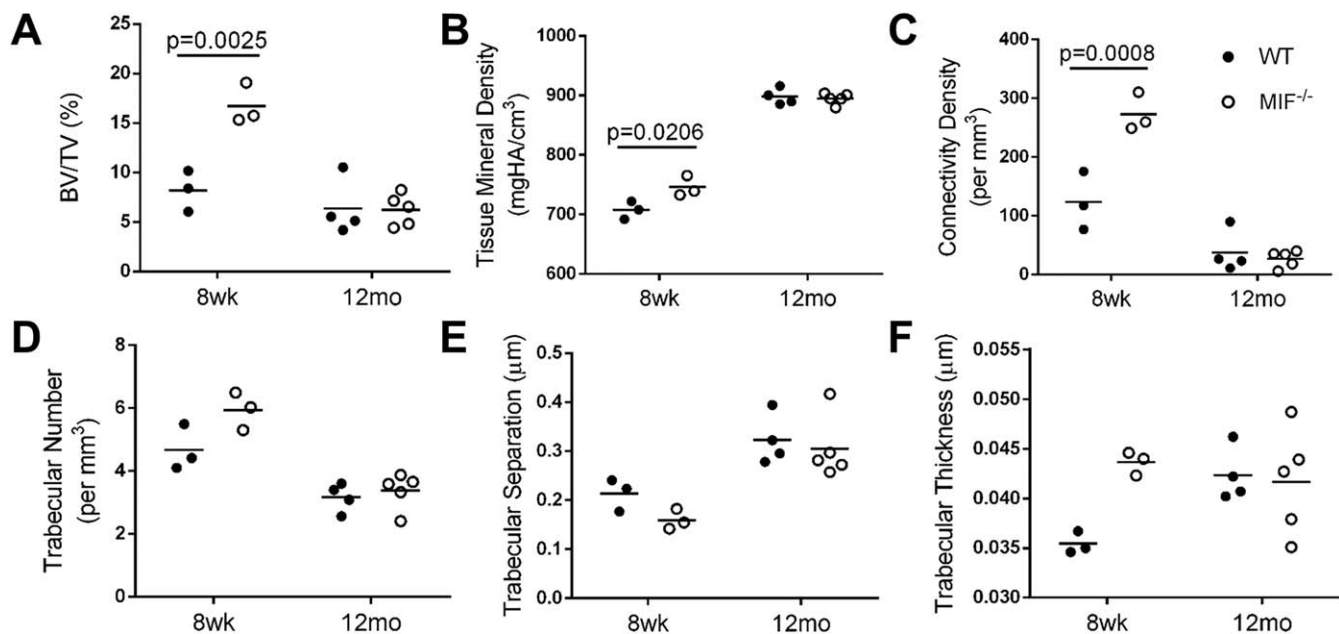 A
BV/TV (%)
25
20
15
10
5
0
p=0.0025
8wk
12mo
B
Tissue Mineral Density
(mgHA/cm³)
1000
900
800
700
600
p=0.0206
8wk
12mo
C
Connectivity Density
(per mm³)
400
300
200
100
0
p=0.0008
WT
MIF⁻/⁻
8wk
12mo
D
Trabecular Number
(per mm³)
8
6
4
2
0
8wk
12mo
E
Trabecular Separation (μm)
0.5
0.4
0.3
0.2
0.1
0.0
8wk
12mo
F
Trabecular Thickness (μm)
0.055
0.050
0.045
0.040
0.035
0.030
8wk
12mo